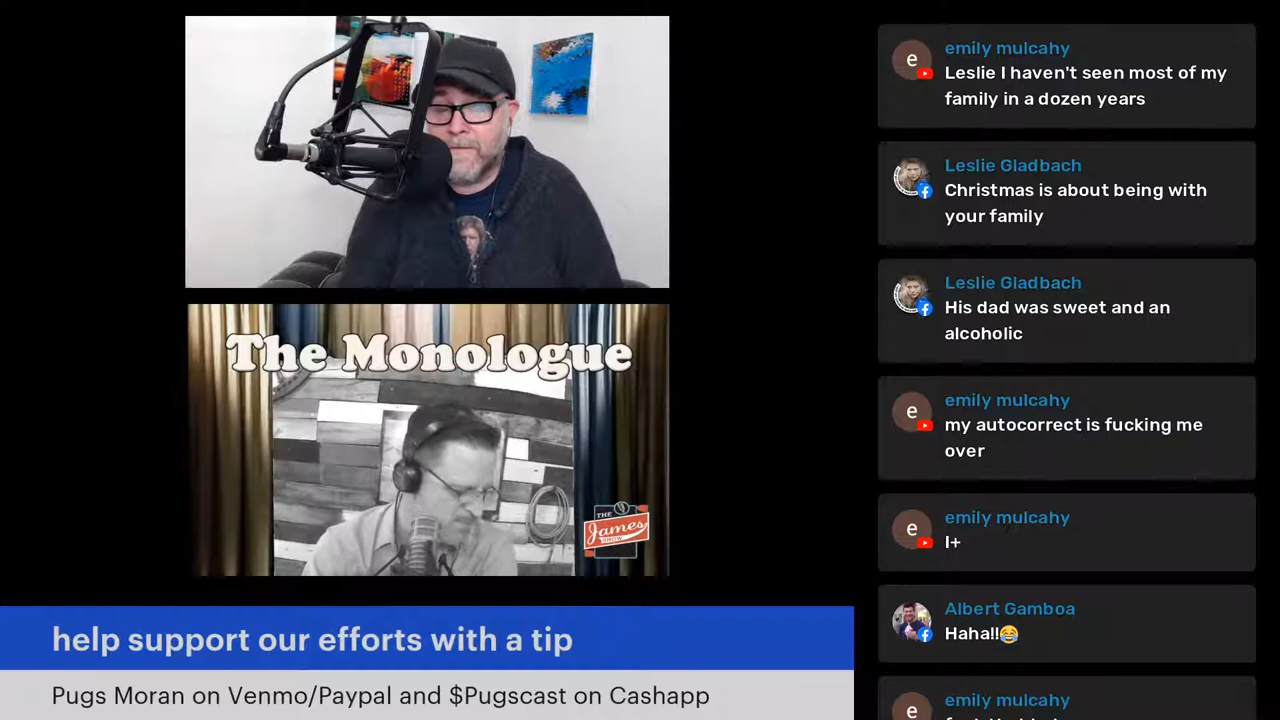 The Monologue
THE
James
SHOW
help support our efforts with a tip
Pugs Moran on Venmo/Paypal and $Pugscast on Cashapp
e
emily mulcahy
Leslie I haven't seen most of my
family in a dozen years
Leslie Gladbach
Christmas is about being with
your family
Leslie Gladbach
His dad was sweet and an
alcoholic
e
emily mulcahy
my autocorrect is fucking me
over
e
emily mulcahy
I+
Albert Gamboa
Haha!!😂
e
emily mulcahy